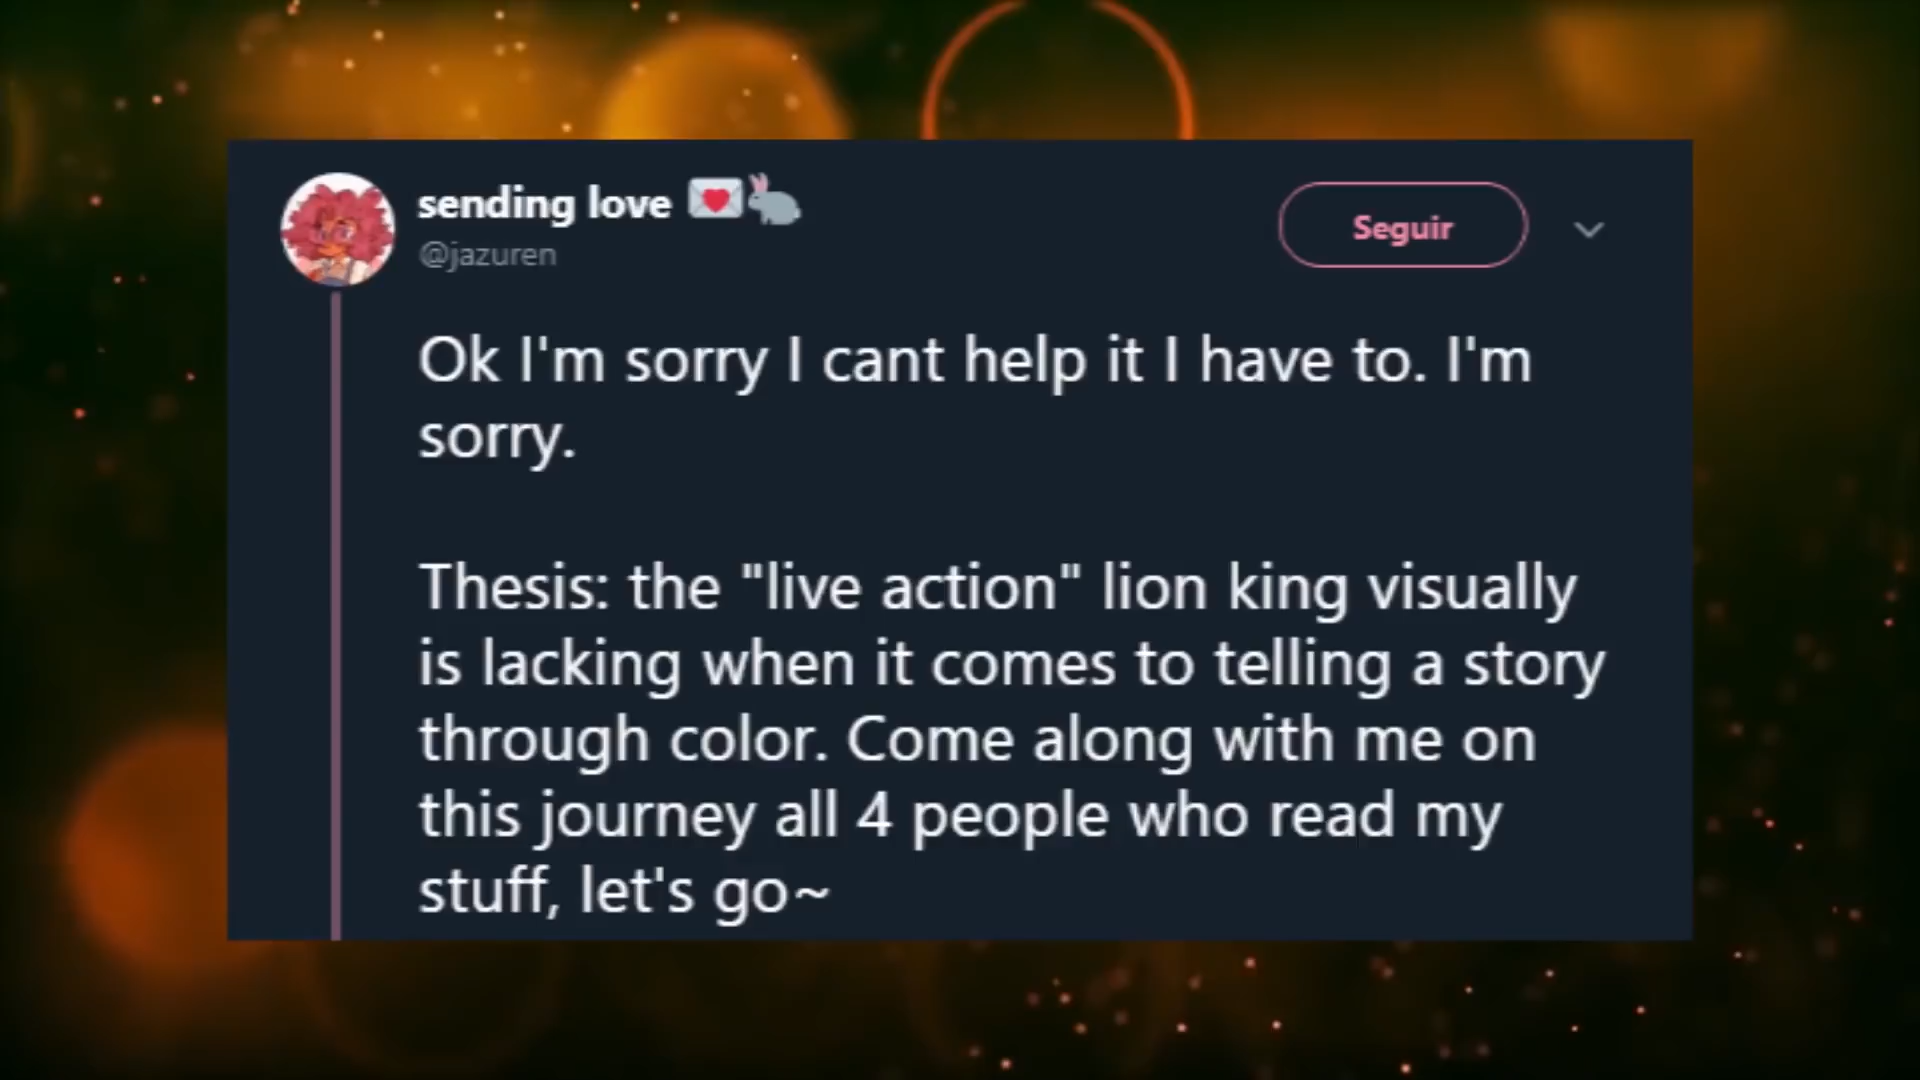 sending love
@jazuren
Seguir
Ok I'm sorry I cant help it I have to. I'm
sorry.
Thesis: the "live action" lion king visually
is lacking when it comes to telling a story
through color. Come along with me on
this journey all 4 people who read my
stuff, let's go~